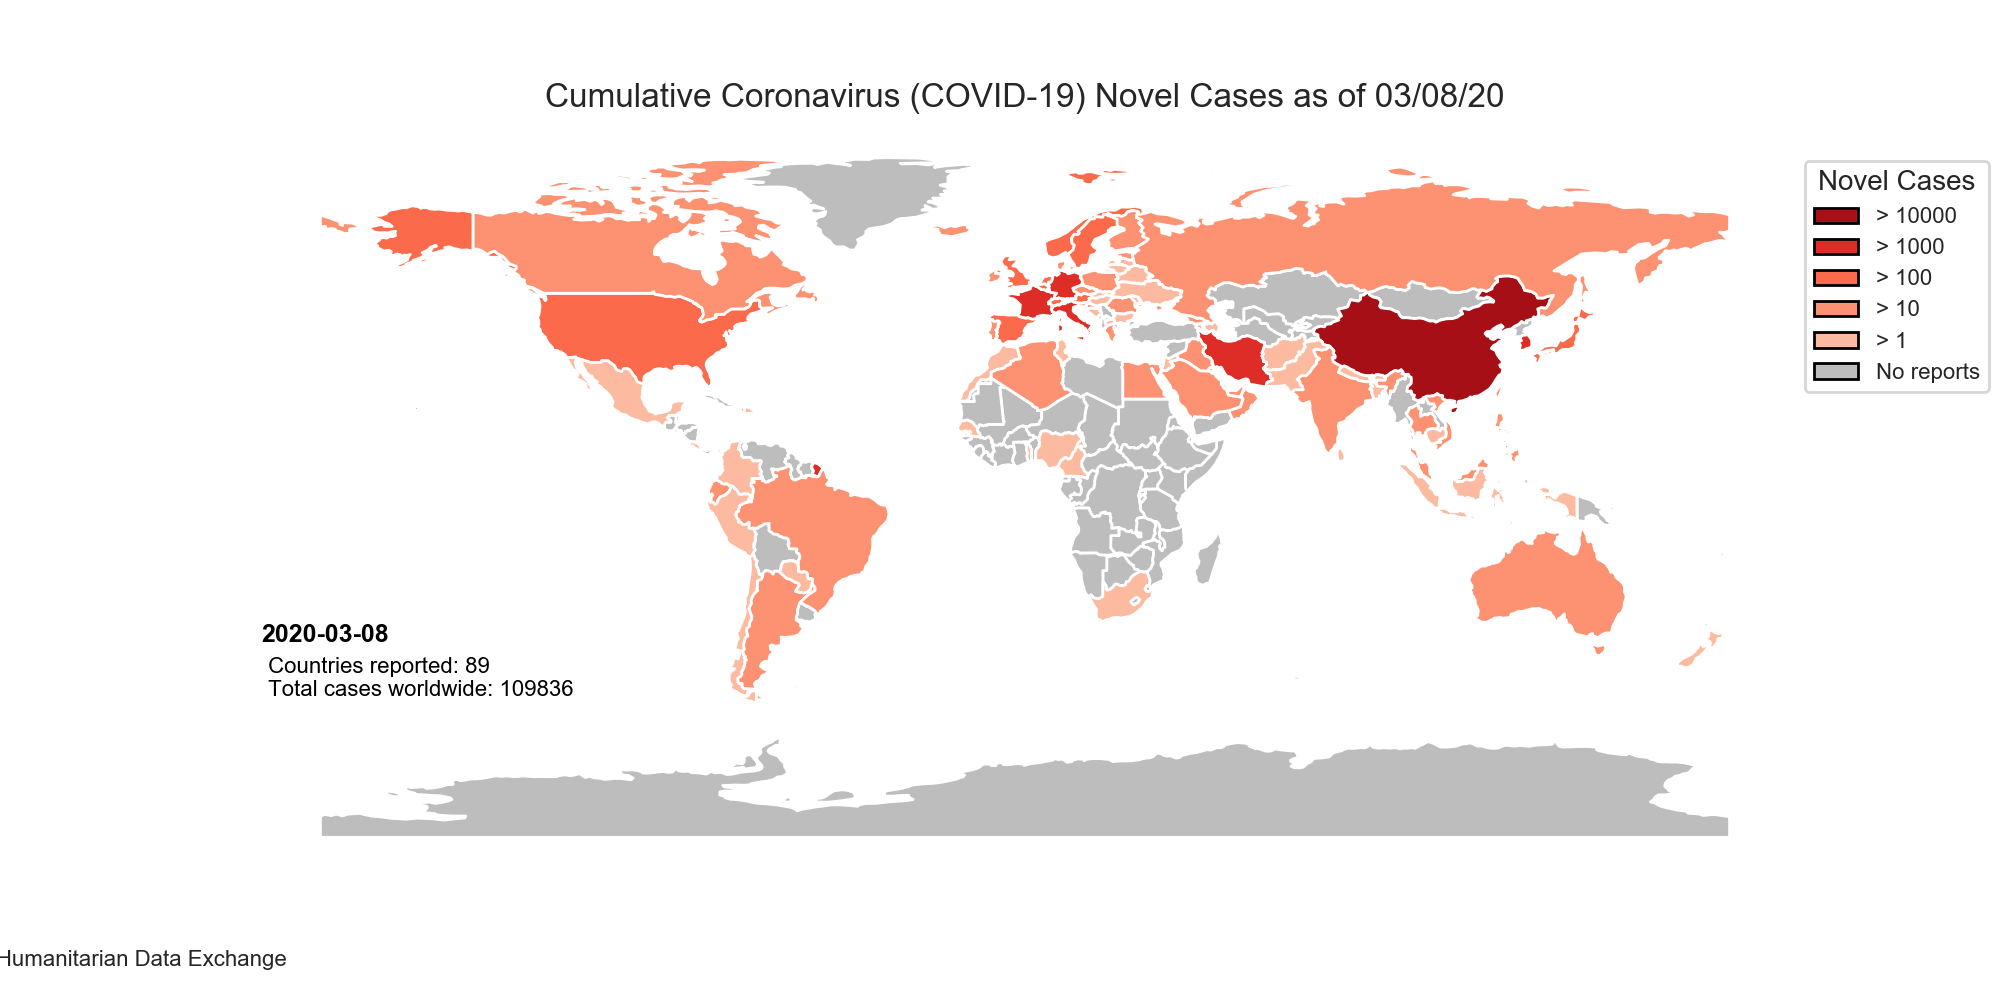 Cumulative Coronavirus (COVID-19) Novel Cases as of 03/08/20
Novel Cases
> 10000
> 1000
> 100
> 10
> 1
No reports
2020-03-08
Countries reported: 89
Total cases worldwide: 109836
Humanitarian Data Exchange